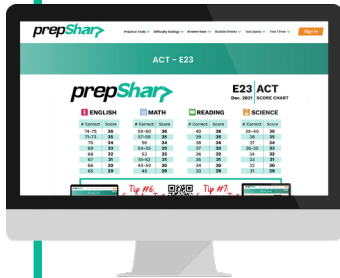 prepSharp
Practice Tests Difficulty Ratings Answer Keys Bubble Sheets Test Dates Test Timer Sign In
ACT - E23
prepSharp
E23 ACT
Dec. 2021 SCORE CHART
ENGLISH MATH READING SCIENCE
# Correct Score # Correct Score # Correct Score # Correct Score
74-75 36 59-60 36 40 36 39-40 36
71-73 35 57-58 35 39 35 38 35
70 34 56 34 38 34 37 34
69 33 54-55 33 37 33 35-36 33
68 32 53 32 36 32 34 32
67 31 51-52 31 35 31 33 31
66 30 49-50 30 34 30 32 30
65 29 48 29 33 29 31 29
Tip #6: Tip #7: